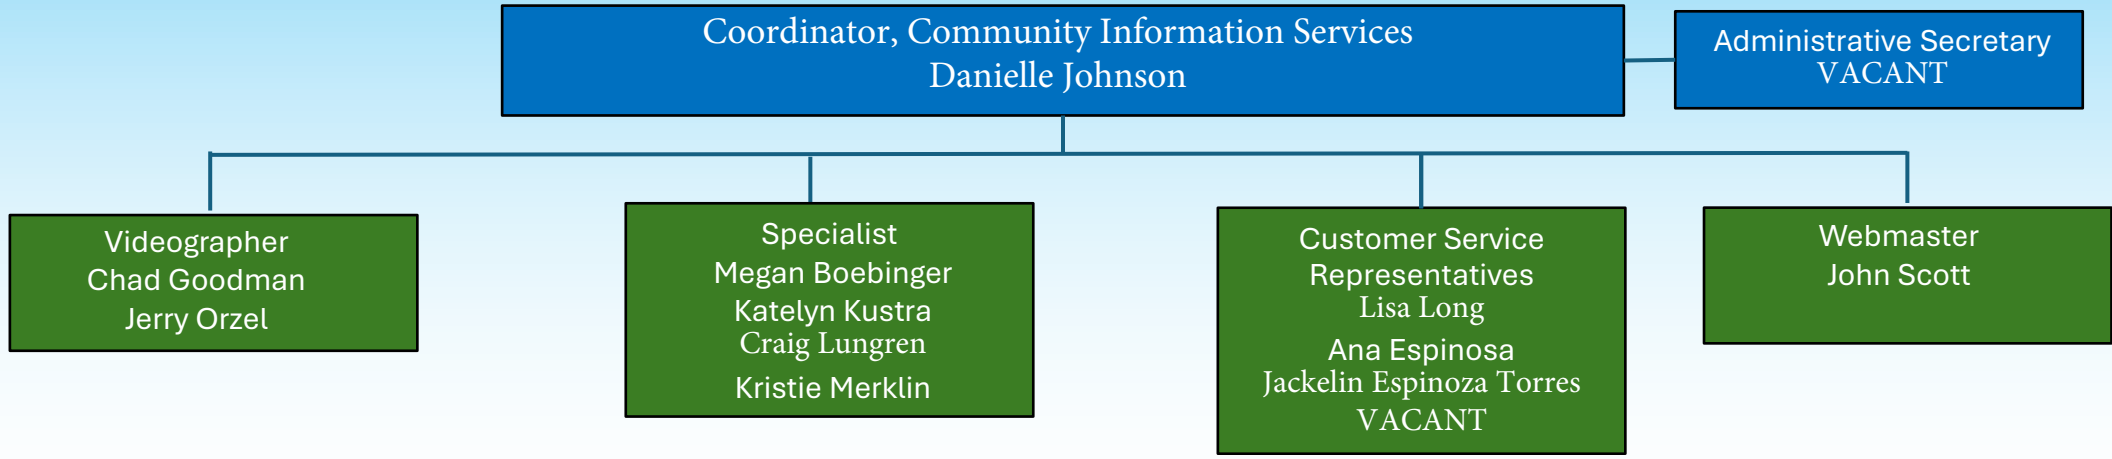 Coordinator, Community Information Services
Danielle Johnson
Administrative Secretary
VACANT
Videographer
Chad Goodman
Jerry Orzel
Specialist
Megan Boebinger
Katelyn Kustra
Craig Lungren
Kristie Merklin
Customer Service
Representatives
Lisa Long
Ana Espinosa
Jackelin Espinoza Torres
VACANT
Webmaster
John Scott